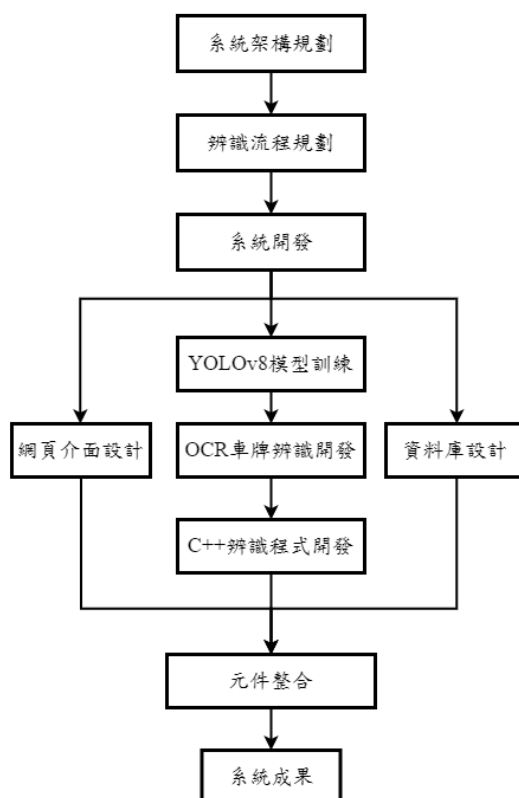 系統架構規劃
辨識流程規劃
系統開發
YOLOv8模型訓練
網頁介面設計
OCR車牌辨識開發
資料庫設計
C++辨識程式開發
元件整合
系統成果